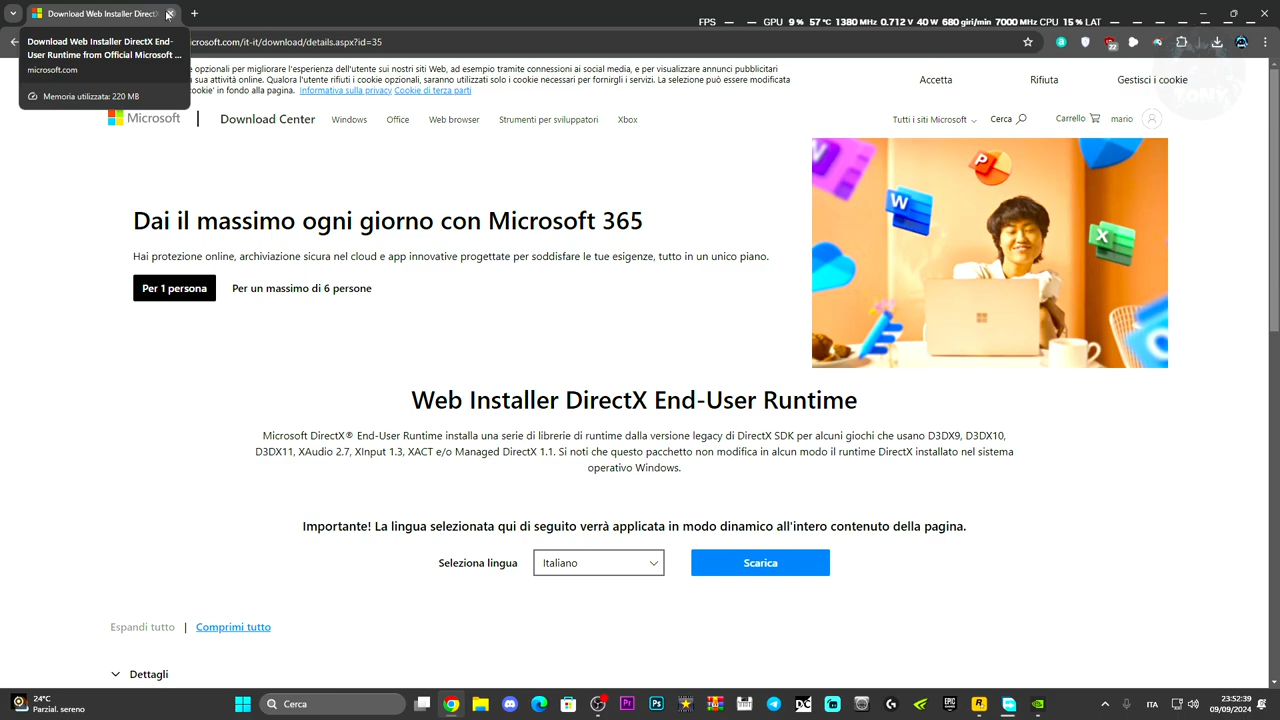 Download Web Installer Direct
FPS — — GPU 9 % 57 °C 1380 MHz 0.712 V 40 W 680 giri/min 7000 MHz CPU 15 % LAT — — — — — — —
Download Web Installer DirectX End-
User Runtime from Official Microsoft ...
microsoft.com
Memoria utilizzata: 220 MB
crosoft.com/it-it/download/details.aspx?id=35
22
opzionali per migliorare l'esperienza dell'utente sui nostri siti Web, ad esempio tramite connessioni ai social media, e per visualizzare annunci pubblicitari
sua attività online. Qualora l'utente rifiuti i cookie opzionali, saranno utilizzati solo i cookie necessari per fornirgli i servizi. La selezione può essere modificata
cookie' in fondo alla pagina. Informativa sulla privacy Cookie di terza parti
Accetta
Rifiuta
Gestisci i cookie
TONX
Microsoft
Download Center
Windows
Office
Web browser
Strumenti per sviluppatori
Xbox
Tutti i siti Microsoft
Cerca
Carrello
mario
Dai il massimo ogni giorno con Microsoft 365
Hai protezione online, archiviazione sicura nel cloud e app innovative progettate per soddisfare le tue esigenze, tutto in un unico piano.
Per 1 persona
Per un massimo di 6 persone
W
P
X
Web Installer DirectX End-User Runtime
Microsoft DirectX® End-User Runtime installa una serie di librerie di runtime dalla versione legacy di DirectX SDK per alcuni giochi che usano D3DX9, D3DX10,
D3DX11, XAudio 2.7, XInput 1.3, XACT e/o Managed DirectX 1.1. Si noti che questo pacchetto non modifica in alcun modo il runtime DirectX installato nel sistema
operativo Windows.
Importante! La lingua selezionata qui di seguito verrà applicata in modo dinamico all'intero contenuto della pagina.
Seleziona lingua
Italiano
Scarica
Espandi tutto | Comprimi tutto
Dettagli
24°C
Parzial. sereno
Cerca
ITA
23:52:39
09/09/2024